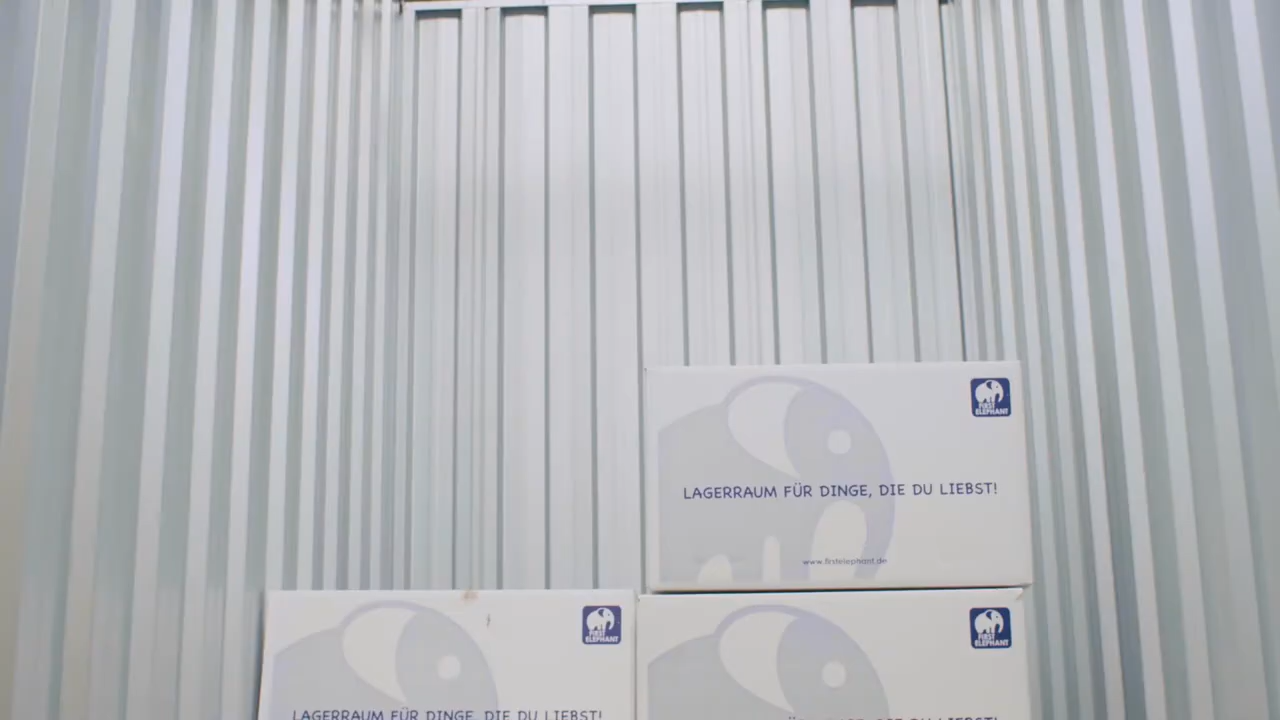 FIRST
ELEPHANT
LAGERRAUM FÜR DINGE, DIE DU LIEBST!
www.firstelephant.de
FIRST
ELEPHANT
LAGERRAUM FÜR DINGE, DIE DU LIEBST!
FIRST
ELEPHANT